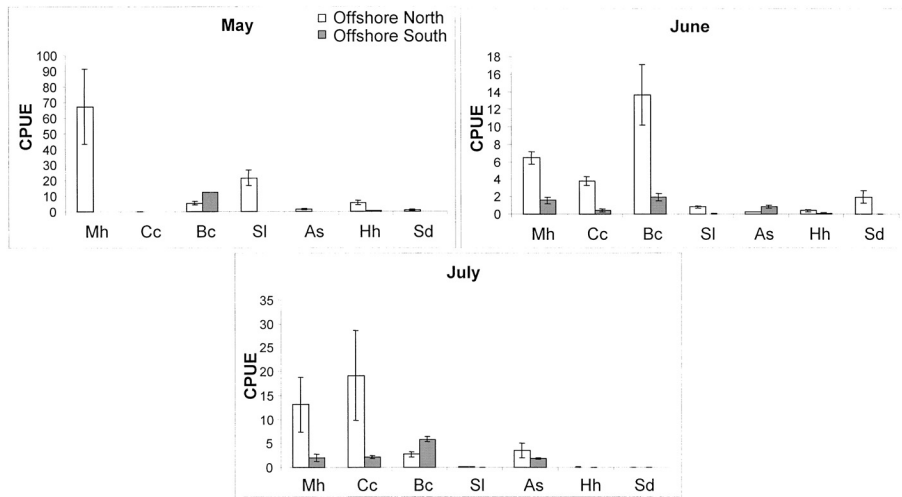 May
Offshore North
Offshore South
CPUE
100
90
80
70
60
50
40
30
20
10
0
Mh Cc Bc Sl As Hh Sd
June
CPUE
18
16
14
12
10
8
6
4
2
0
Mh Cc Bc Sl As Hh Sd
July
CPUE
35
30
25
20
15
10
5
0
Mh Cc Bc Sl As Hh Sd